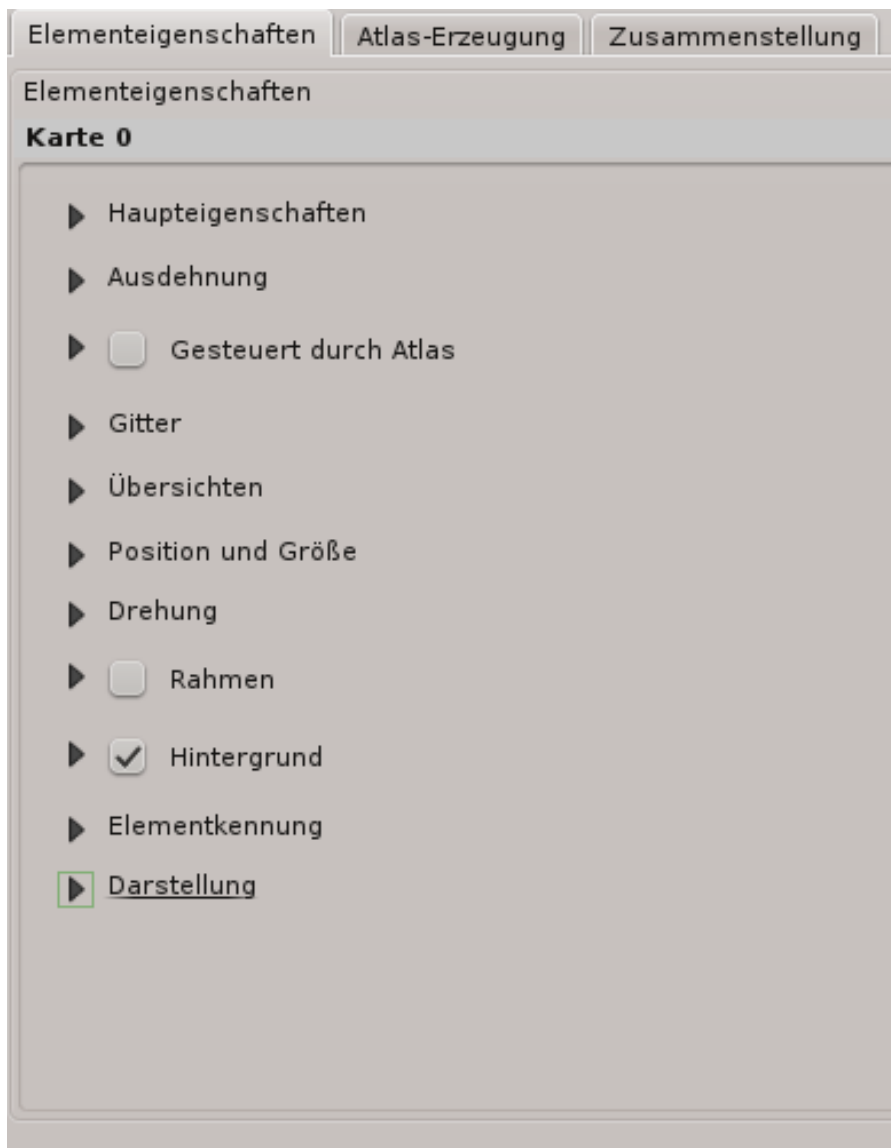 Elementeigenschaften Atlas-Erzeugung Zusammenstellung
Elementeigenschaften
Karte 0
Haupteigenschaften
Ausdehnung
Gesteuert durch Atlas
Gitter
Übersichten
Position und Größe
Drehung
Rahmen
Hintergrund
Elementkennung
Darstellung